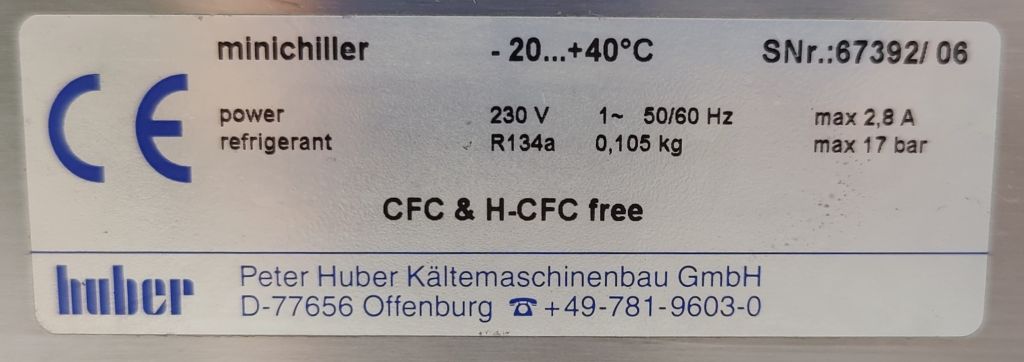 minichiller - 20...+40°C SNr.:67392/ 06
CE
power 230 V 1~ 50/60 Hz max 2,8 A
refrigerant R134a 0,105 kg max 17 bar
CFC & H-CFC free
huber
Peter Huber Kältemaschinenbau GmbH
D-77656 Offenburg ☎ +49-781-9603-0